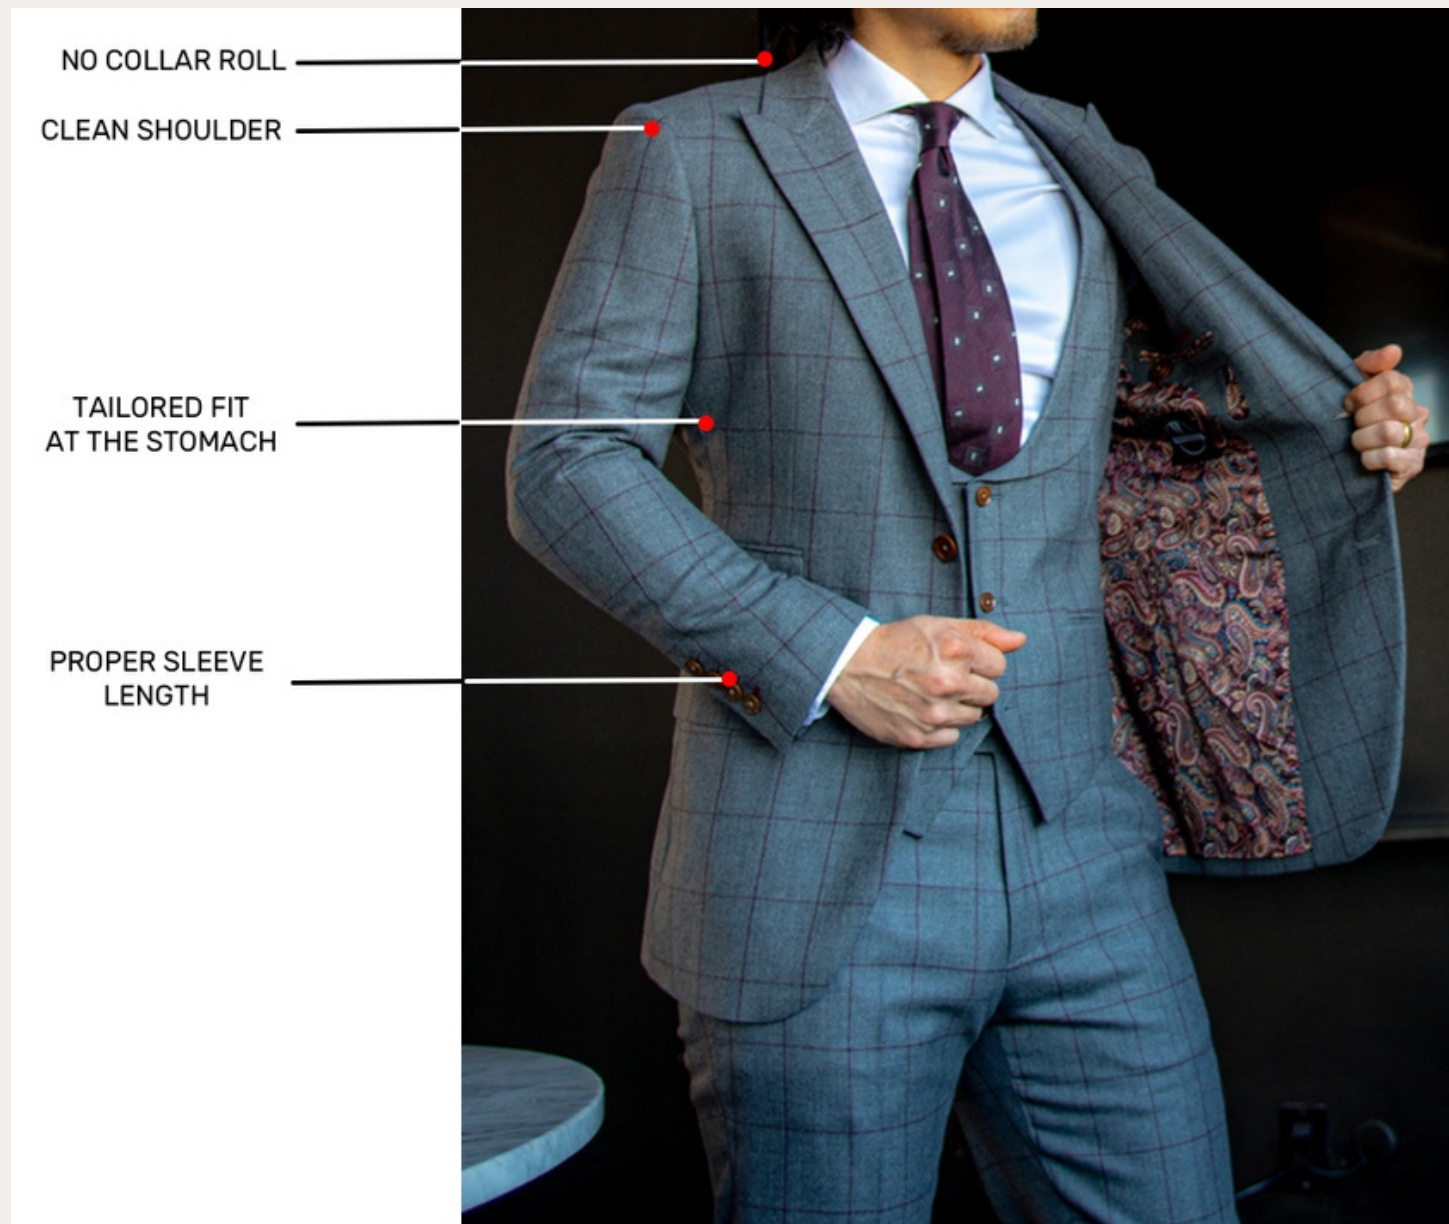 NO COLLAR ROLL
CLEAN SHOULDER
TAILORED FIT
AT THE STOMACH
PROPER SLEEVE
LENGTH